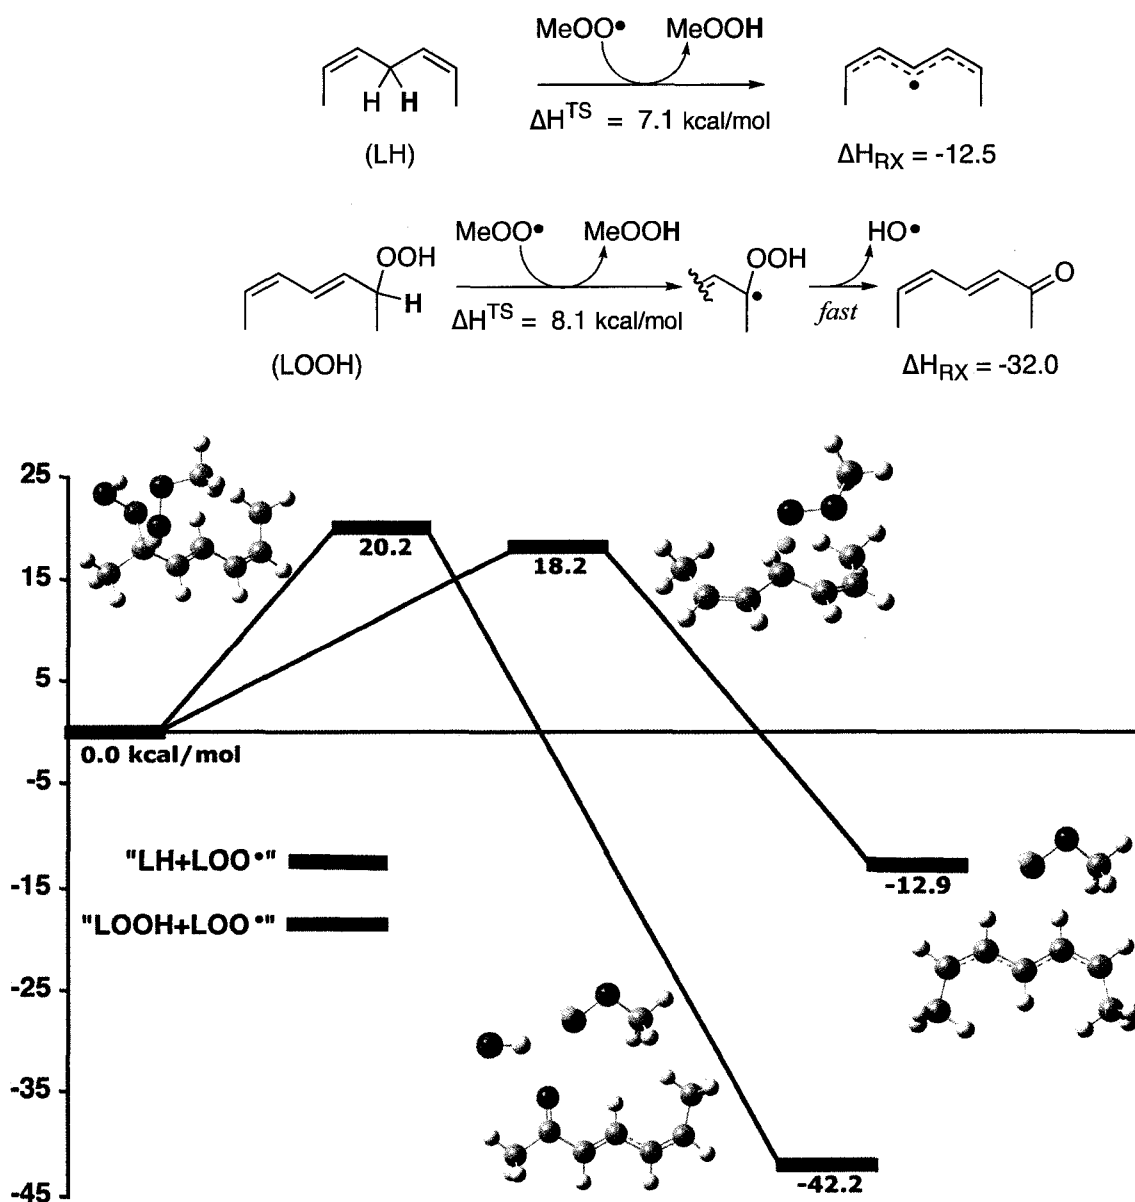 MeOO• MeOOH
H H
ΔH^TS = 7.1 kcal/mol
(LH)
ΔH_RX = -12.5
MeOO• MeOOH HO•
OOH OOH
H O
ΔH^TS = 8.1 kcal/mol
fast
(LOOH)
ΔH_RX = -32.0
25
20.2
18.2
15
5
0.0 kcal/mol
-5
"LH+LOO•"
-12.9
-15
"LOOH+LOO•"
-25
-35
-42.2
-45